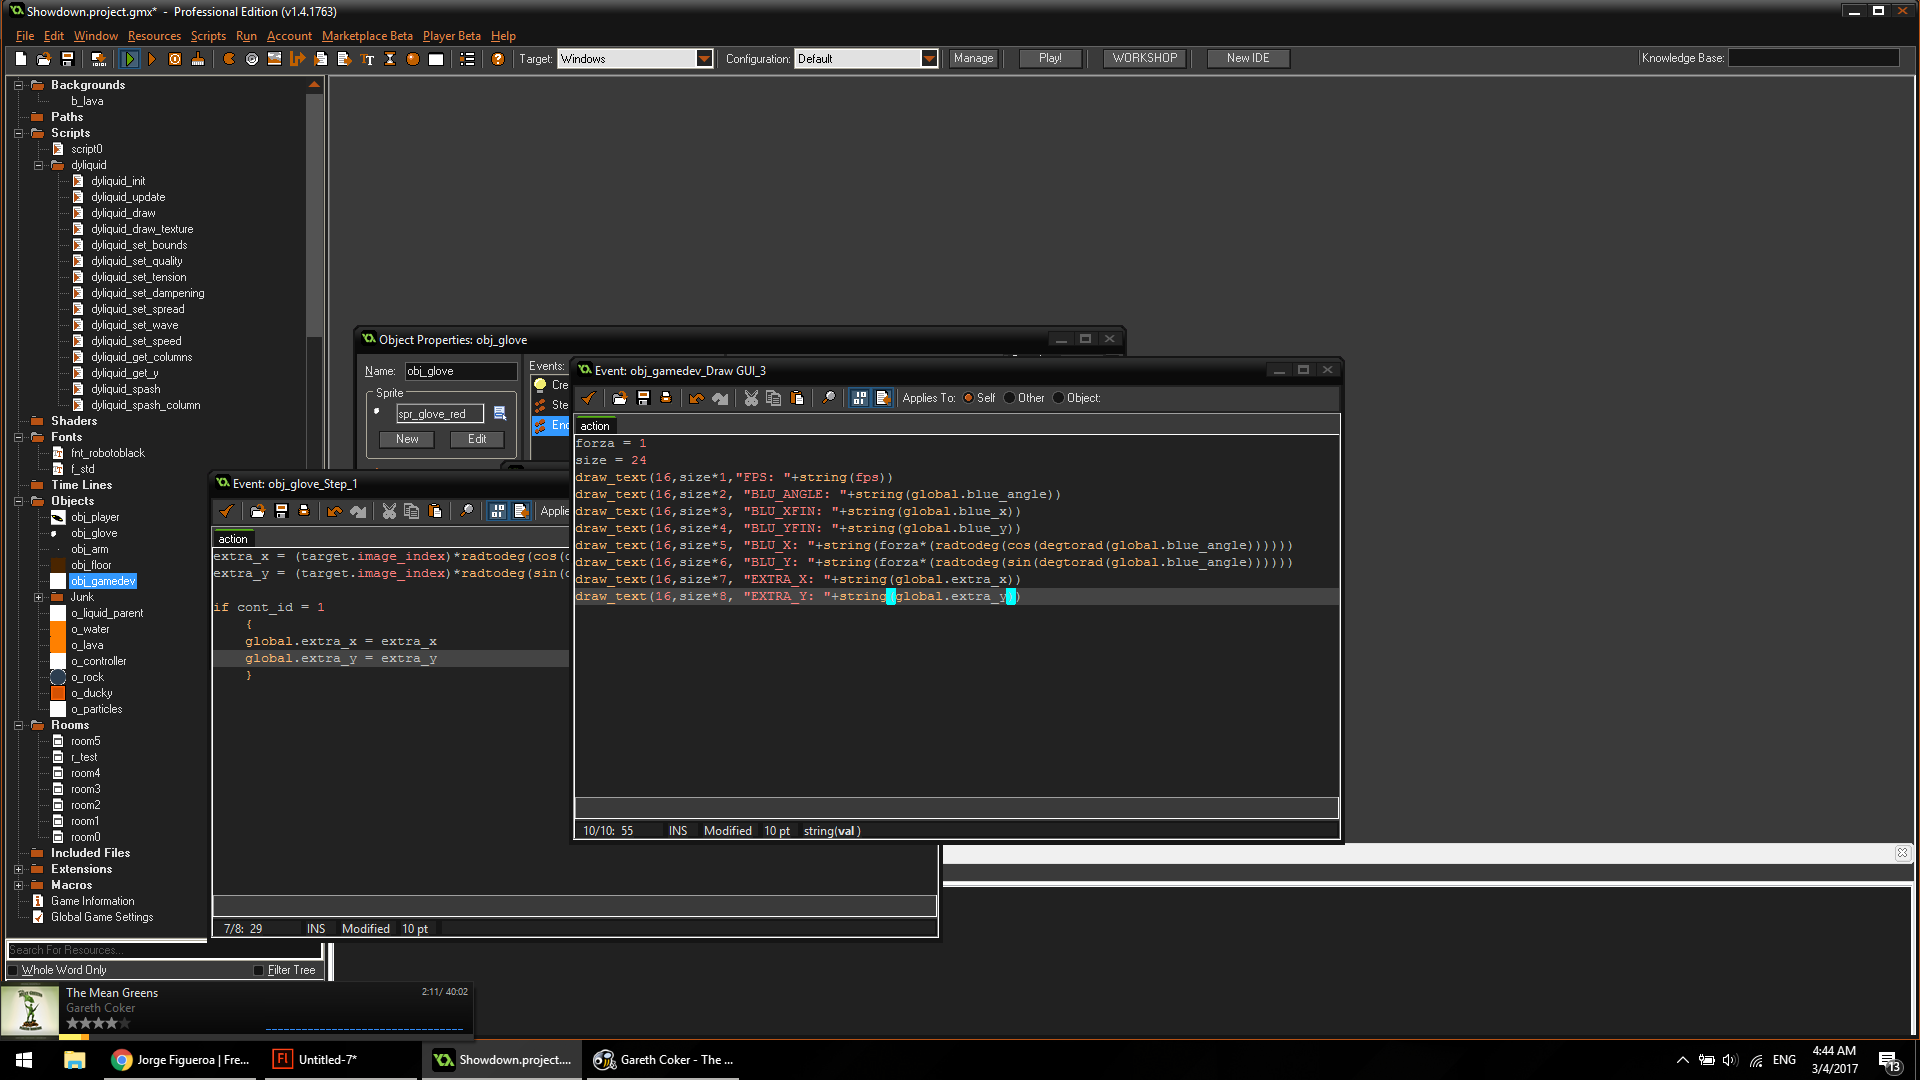 Showdown.project.gmx* - Professional Edition (v1.4.1763)
File Edit Window Resources Scripts Run Account Marketplace Beta Player Beta Help
Target: Windows Configuration: Default Manage Play! WORKSHOP New IDE Knowledge Base:
Backgrounds
b_lava
Paths
Scripts
script0
dyliquid
dyliquid_init
dyliquid_update
dyliquid_draw
dyliquid_draw_texture
dyliquid_set_bounds
dyliquid_set_quality
dyliquid_set_tension
dyliquid_set_dampening
dyliquid_set_spread
dyliquid_set_wave
dyliquid_set_speed
dyliquid_get_columns
dyliquid_get_y
dyliquid_spash
dyliquid_spash_column
Shaders
Fonts
fnt_robotoblack
f_std
Time Lines
Objects
obj_player
obj_glove
obj_arm
obj_floor
obj_gamedev
Junk
o_liquid_parent
o_water
o_lava
o_controller
o_rock
o_ducky
o_particles
Rooms
room5
r_test
room4
room3
room2
room1
room0
Included Files
Extensions
Macros
Game Information
Global Game Settings
Search For Resources...
Whole Word Only Filter Tree
Object Properties: obj_glove
Name: obj_glove
Events:
Sprite
spr_glove_red
New Edit
Cre
Ste
Enc
Event: obj_glove_Step_1
Applie
action
extra_x = (target.image_index)*radtodeg(cos(
extra_y = (target.image_index)*radtodeg(sin(
if cont_id = 1
{
global.extra_x = extra_x
global.extra_y = extra_y
}
7/8: 29 INS Modified 10 pt
Event: obj_gamedev_Draw GUI_3
Applies To: Self Other Object:
action
forza = 1
size = 24
draw_text(16,size*1,"FPS: "+string(fps))
draw_text(16,size*2, "BLU_ANGLE: "+string(global.blue_angle))
draw_text(16,size*3, "BLU_XFIN: "+string(global.blue_x))
draw_text(16,size*4, "BLU_YFIN: "+string(global.blue_y))
draw_text(16,size*5, "BLU_X: "+string(forza*(radtodeg(cos(degtorad(global.blue_angle))))))
draw_text(16,size*6, "BLU_Y: "+string(forza*(radtodeg(sin(degtorad(global.blue_angle))))))
draw_text(16,size*7, "EXTRA_X: "+string(global.extra_x))
draw_text(16,size*8, "EXTRA_Y: "+string(global.extra_y))
10/10: 55 INS Modified 10 pt string(val )
The Mean Greens 2:11/ 40:02
Gareth Coker
Jorge Figueroa | Fre... Untitled-7* Showdown.project.... Gareth Coker - The ... ENG 4:44 AM
3/4/2017
13